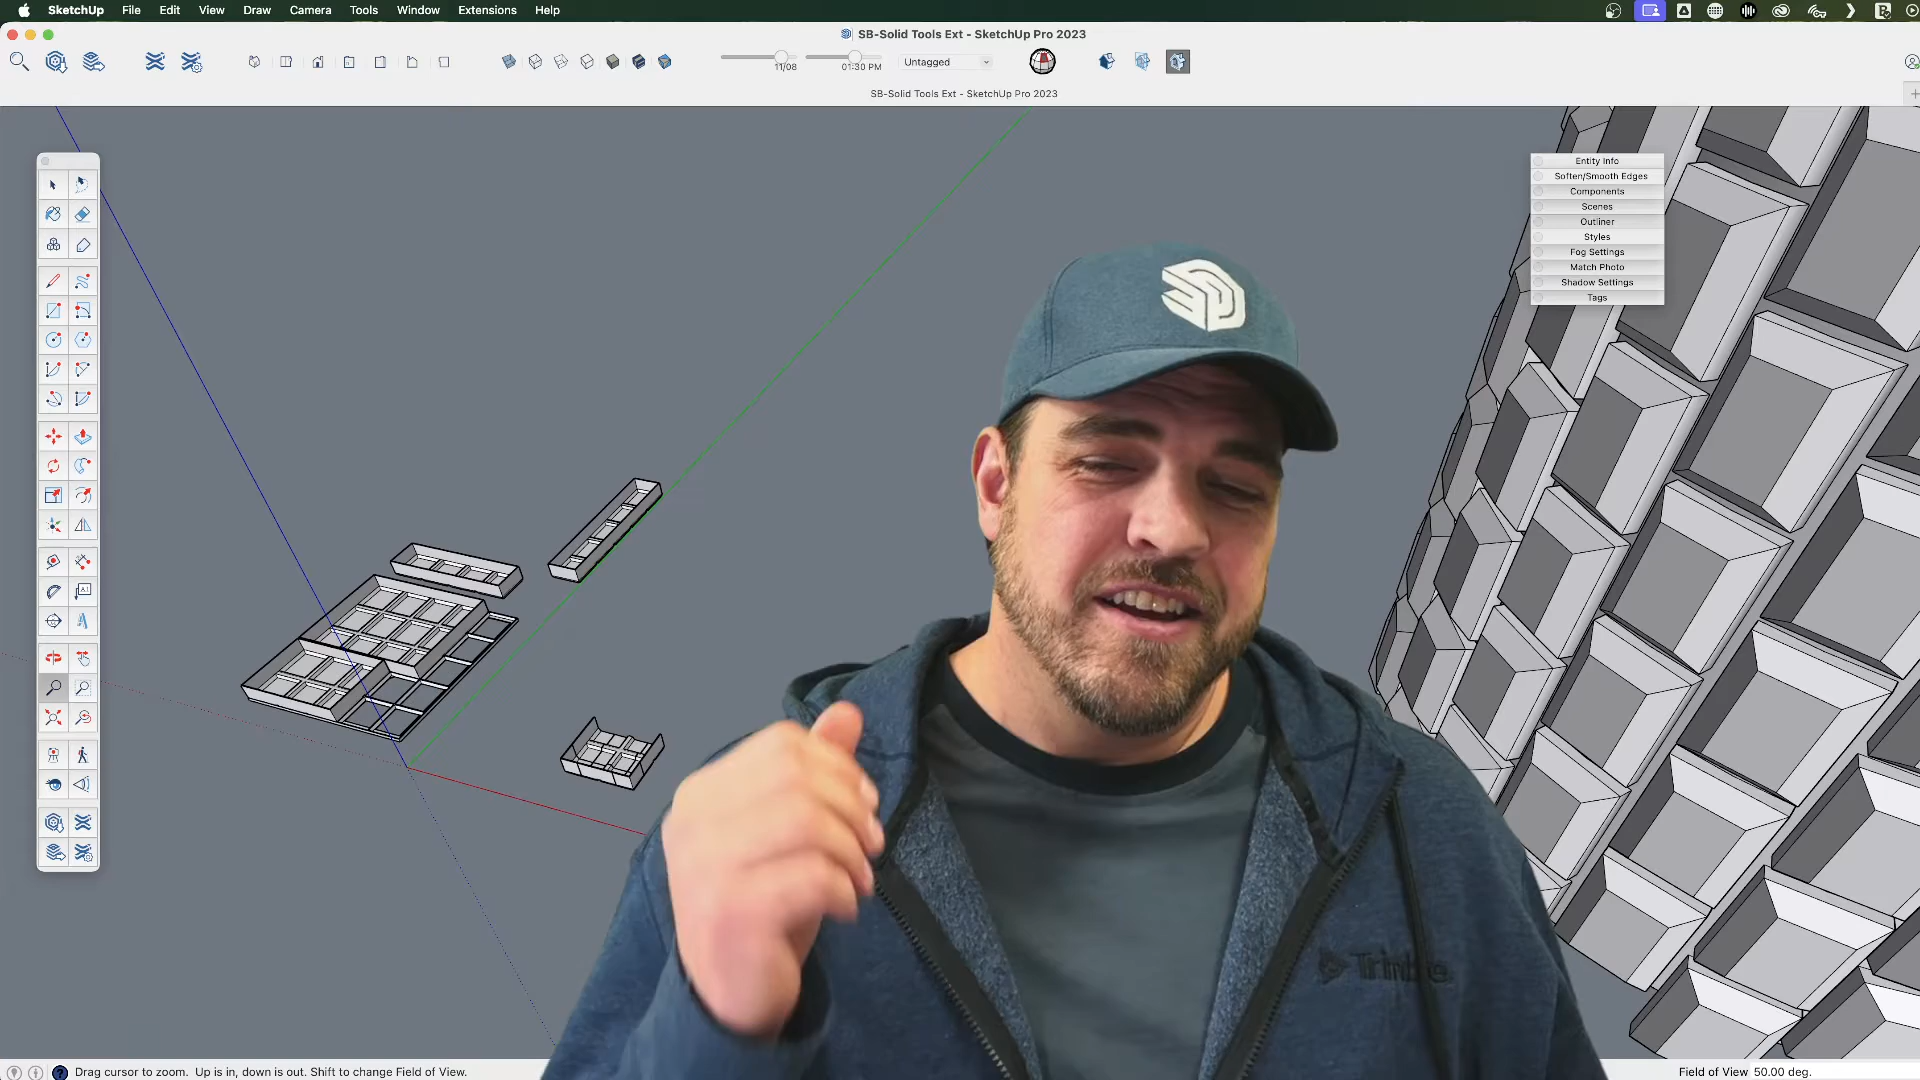 SketchUp File Edit View Draw Camera Tools Window Extensions Help
SB-Solid Tools Ext - SketchUp Pro 2023
11/08 01:30 PM Untagged
SB-Solid Tools Ext - SketchUp Pro 2023
Entity Info
Soften/Smooth Edges
Components
Scenes
Outliner
Styles
Fog Settings
Match Photo
Shadow Settings
Tags
Trimble
Drag cursor to zoom. Up is in, down is out. Shift to change Field of View.
Field of View 50.00 deg.